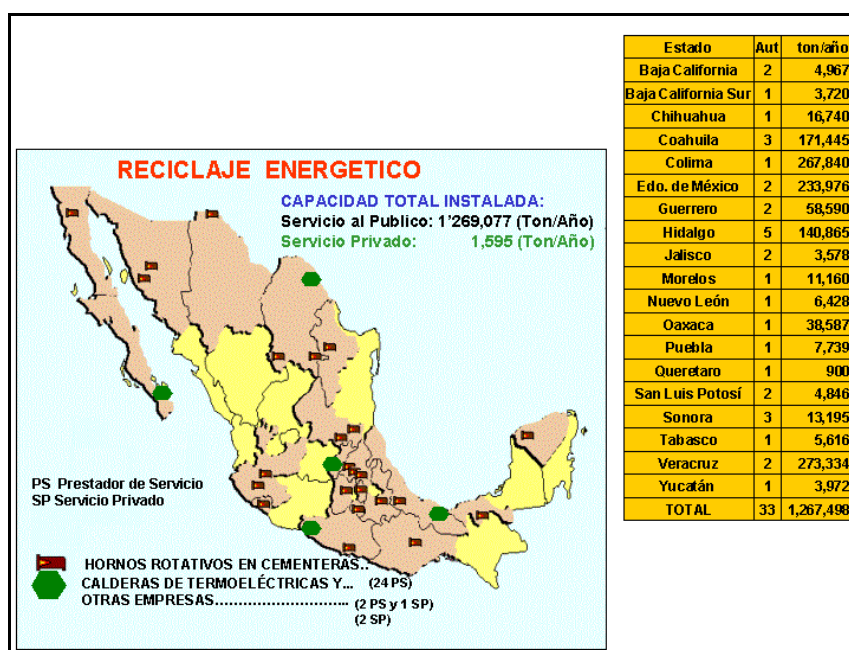 RECICLAJE ENERGETICO
CAPACIDAD TOTAL INSTALADA:
Servicio al Publico: 1'269,077 (Ton/Año)
Servicio Privado: 1,595 (Ton/Año)
PS Prestador de Servicio
SP Servicio Privado
HORNOS ROTATIVOS EN CEMENTERAS..
CALDERAS DE TERMOELÉCTRICAS Y... (24 PS)
OTRAS EMPRESAS........................... (2 PS y 1 SP)
(2 SP)
Estado Aut ton/año
Baja California 2 4,967
Baja California Sur 1 3,720
Chihuahua 1 16,740
Coahuila 3 171,445
Colima 1 267,840
Edo. de México 2 233,976
Guerrero 2 58,590
Hidalgo 5 140,865
Jalisco 2 3,578
Morelos 1 11,160
Nuevo León 1 6,428
Oaxaca 1 38,587
Puebla 1 7,739
Queretaro 1 900
San Luis Potosí 2 4,846
Sonora 3 13,195
Tabasco 1 5,616
Veracruz 2 273,334
Yucatán 1 3,972
TOTAL 33 1,267,498